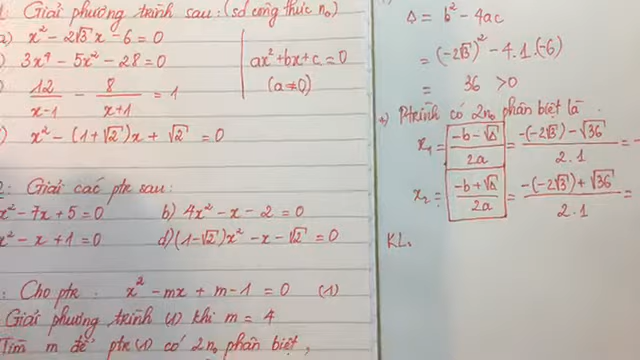 1: Giải phương trình sau: (sd công thức n₀)
a) x² - 2√3 x - 6 = 0
) 3x⁴ - 5x² - 28 = 0
) 12/(x-1) - 8/(x+1) = 1
) x² - (1+√2)x + √2 = 0
ax² + bx + c = 0
(a ≠ 0)
2: Giải các ptr sau:
x² - 7x + 5 = 0 b) 4x² - x - 2 = 0
x² - x + 1 = 0 d) (1-√2)x² - x - √2 = 0
: Cho ptr: x² - mx + m - 1 = 0 (1)
Giải phương trình (1) khi m = 4
Tìm m để ptr (1) có 2n₀ phân biệt,
Δ = b² - 4ac
= (-2√3)² - 4.1.(-6)
= 36 > 0
+) Ptrình có 2n₀ phân biệt là
x₁ = (-b - √Δ)/2a = (-(-2√3) - √36)/(2.1) = -
x₂ = (-b + √Δ)/2a = (-(-2√3) + √36)/(2.1) =
KL.